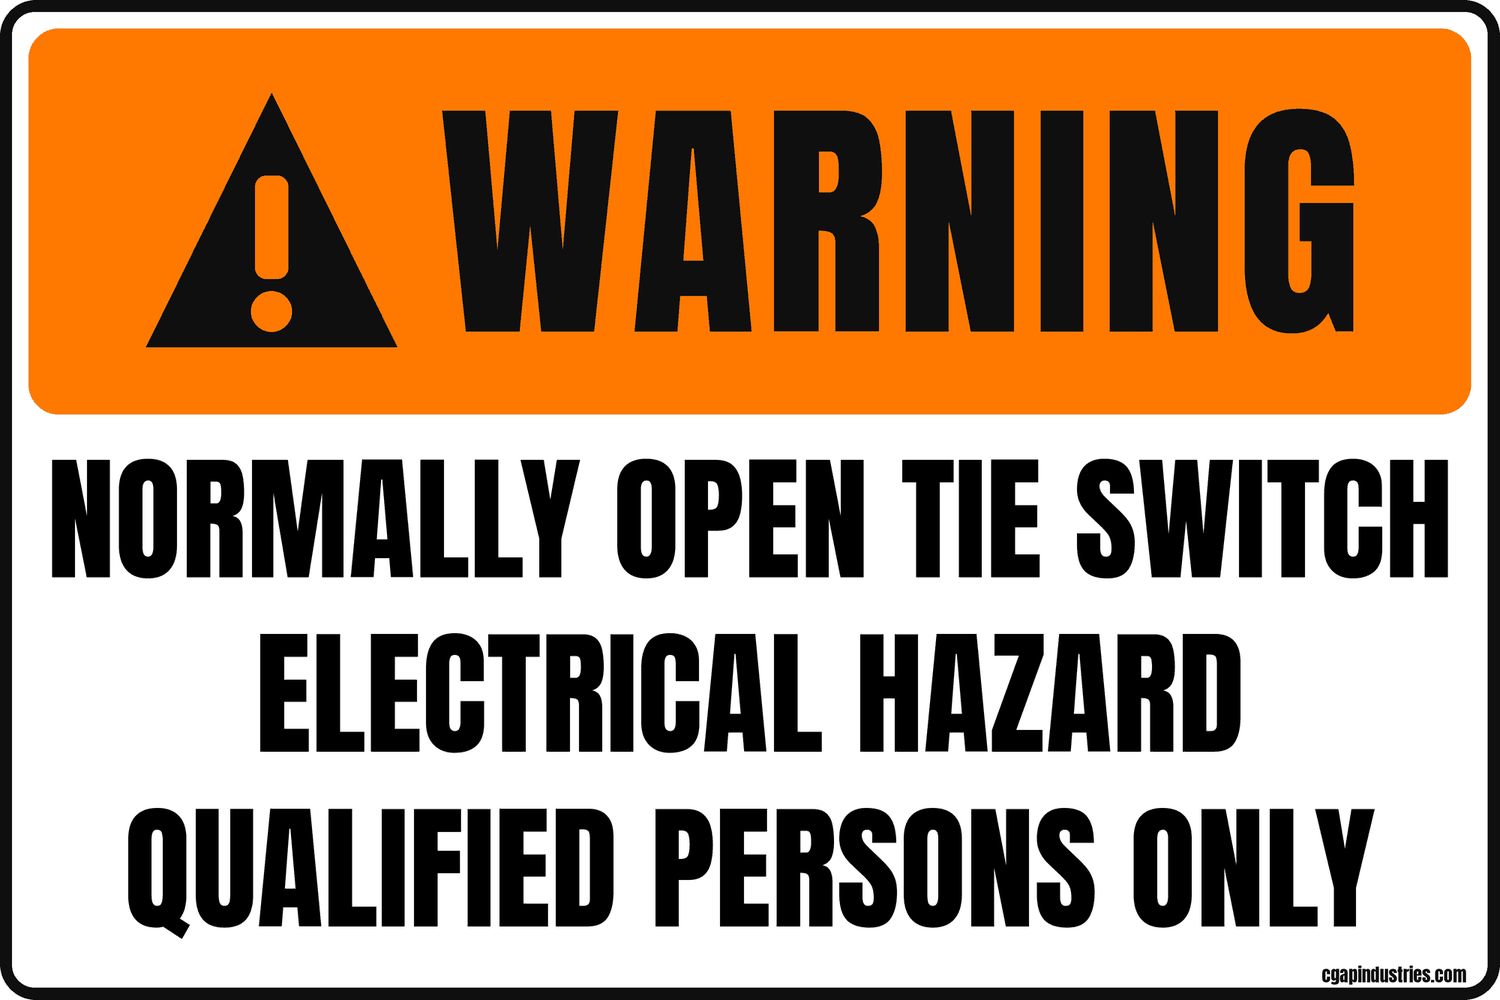 WARNING
NORMALLY OPEN TIE SWITCH
ELECTRICAL HAZARD
QUALIFIED PERSONS ONLY
cgapindustries.com